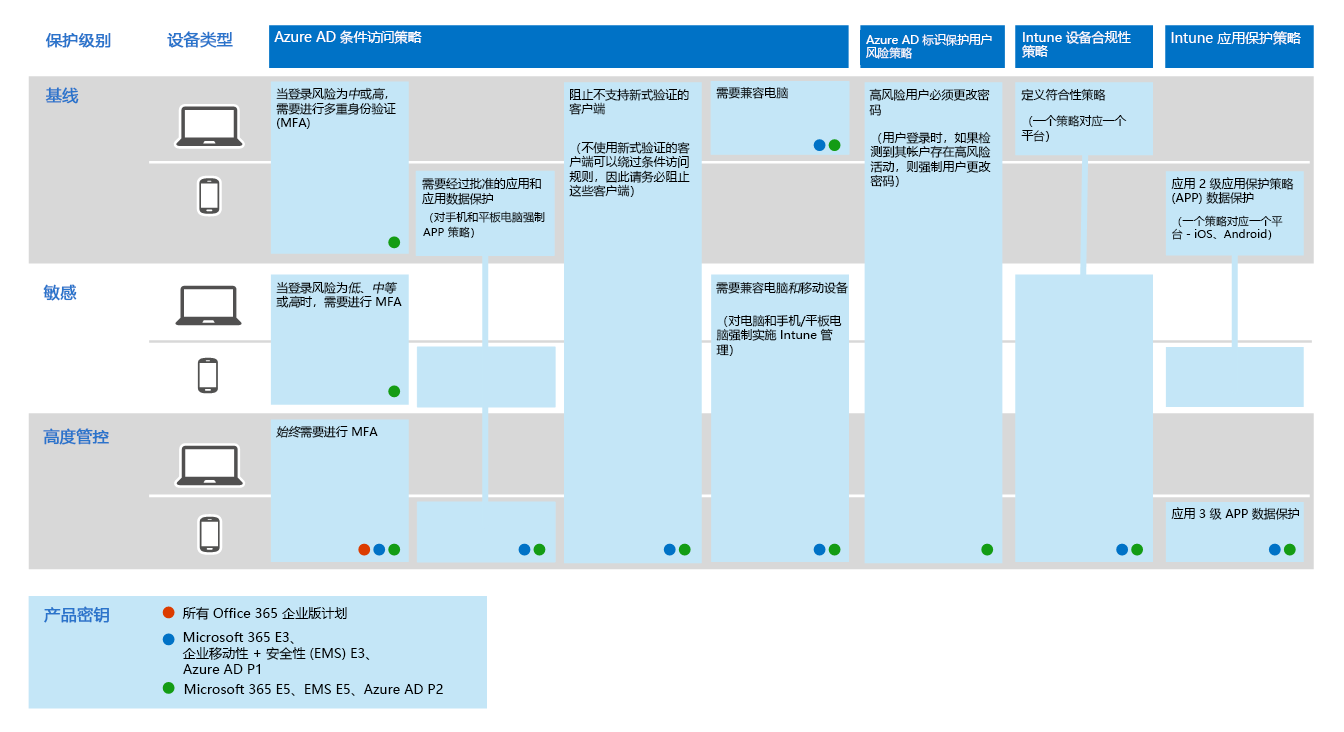 保护级别
设备类型
Azure AD 条件访问策略
Azure AD 标识保护用户
风险策略
Intune 设备合规性
策略
Intune 应用保护策略
基线
当登录风险为中或高,
需要进行多重身份验证
(MFA)
需要经过批准的应用和
应用数据保护
（对手机和平板电脑强制
APP 策略）
阻止不支持新式验证的
客户端
（不使用新式验证的客
户端可以绕过条件访问
规则，因此请务必阻止
这些客户端）
需要兼容电脑
高风险用户必须更改密
码
（用户登录时，如果检
测到其帐户存在高风险
活动，则强制用户更改
密码）
定义符合性策略
（一个策略对应一个
平台）
应用 2 级应用保护策略
(APP) 数据保护
（一个策略对应一个平
台 - iOS、Android）
敏感
当登录风险为低、中等
或高时，需要进行 MFA
需要兼容电脑和移动设备
（对电脑和手机/平板电
脑强制实施 Intune 管
理）
高度管控
始终需要进行 MFA
应用 3 级 APP 数据保护
产品密钥
所有 Office 365 企业版计划
Microsoft 365 E3、
企业移动性 + 安全性 (EMS) E3、
Azure AD P1
Microsoft 365 E5、EMS E5、Azure AD P2